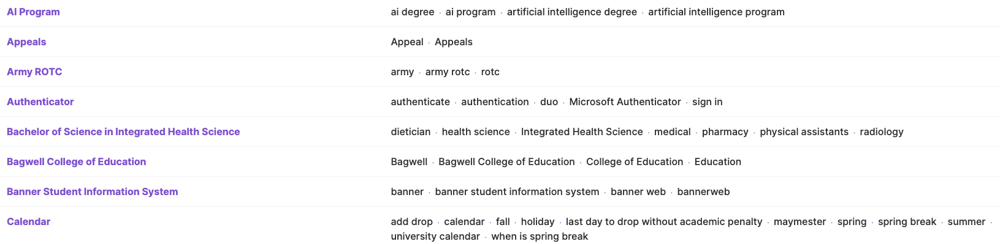 AI Program ai degree · ai program · artificial intelligence degree · artificial intelligence program
Appeals Appeal · Appeals
Army ROTC army · army rotc · rotc
Authenticator authenticate · authentication · duo · Microsoft Authenticator · sign in
Bachelor of Science in Integrated Health Science dietician · health science · Integrated Health Science · medical · pharmacy · physical assistants · radiology
Bagwell College of Education Bagwell · Bagwell College of Education · College of Education · Education
Banner Student Information System banner · banner student information system · banner web · bannerweb
Calendar add drop · calendar · fall · holiday · last day to drop without academic penalty · maymester · spring · spring break · summer ·
university calendar · when is spring break